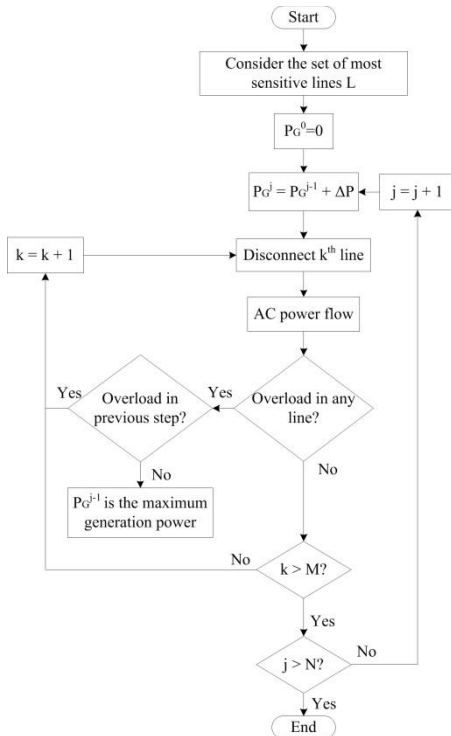 Start
Consider the set of most
sensitive lines L
PG⁰=0
PGʲ = PGʲ⁻¹ + ΔP
j = j + 1
k = k + 1
Disconnect kᵗʰ line
AC power flow
Yes
Overload in
previous step?
Yes
Overload in any
line?
No
No
PGʲ⁻¹ is the maximum
generation power
No
k > M?
Yes
j > N?
No
Yes
End